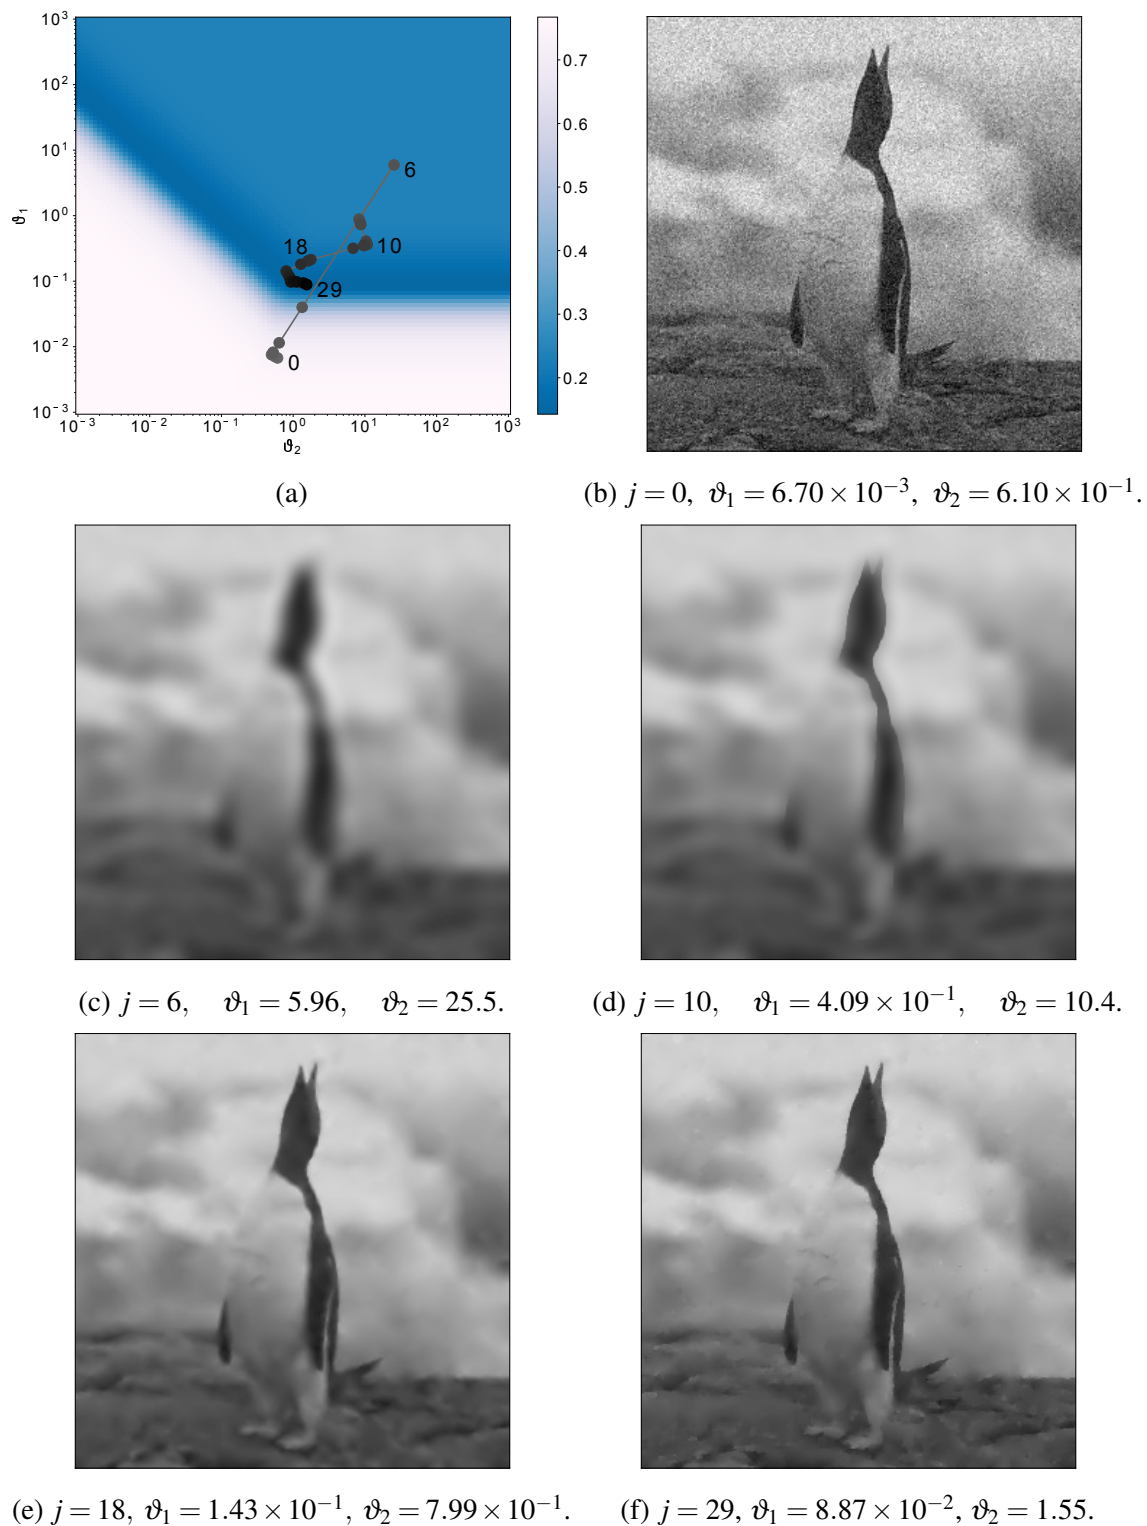 10³
10²
10¹
10⁰
10⁻¹
10⁻²
10⁻³
ϑ₁
10⁻³ 10⁻² 10⁻¹ 10⁰ 10¹ 10² 10³
ϑ₂
6
18
10
29
0
0.7
0.6
0.5
0.4
0.3
0.2
(a)
(b) j = 0, ϑ₁ = 6.70 × 10⁻³, ϑ₂ = 6.10 × 10⁻¹.
(c) j = 6, ϑ₁ = 5.96, ϑ₂ = 25.5.
(d) j = 10, ϑ₁ = 4.09 × 10⁻¹, ϑ₂ = 10.4.
(e) j = 18, ϑ₁ = 1.43 × 10⁻¹, ϑ₂ = 7.99 × 10⁻¹.
(f) j = 29, ϑ₁ = 8.87 × 10⁻², ϑ₂ = 1.55.